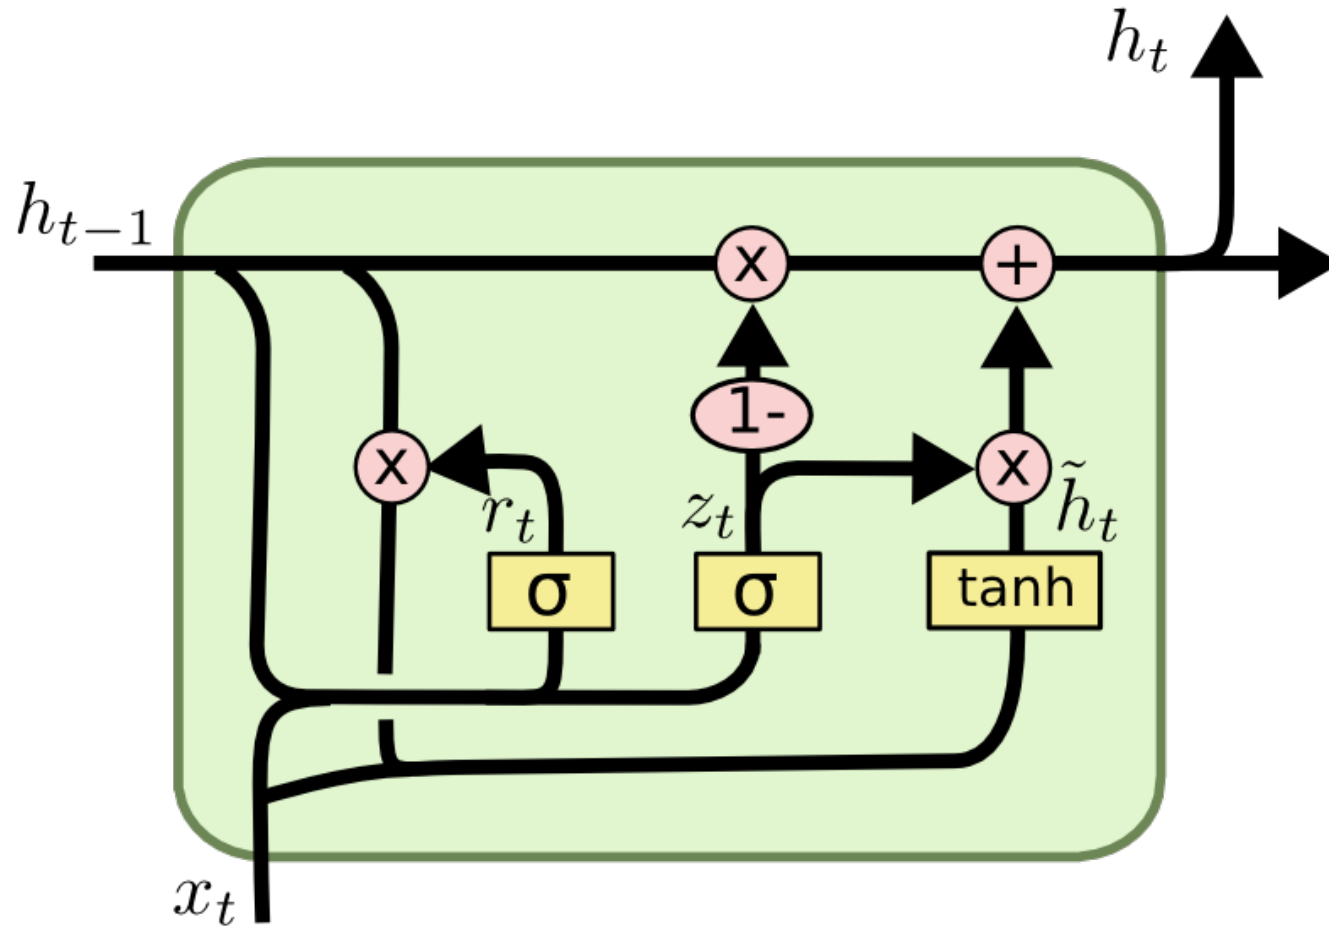 h_t
h_{t-1}
x
+
1-
x
x
r_t
z_t
h̃_t
σ
σ
tanh
x_t